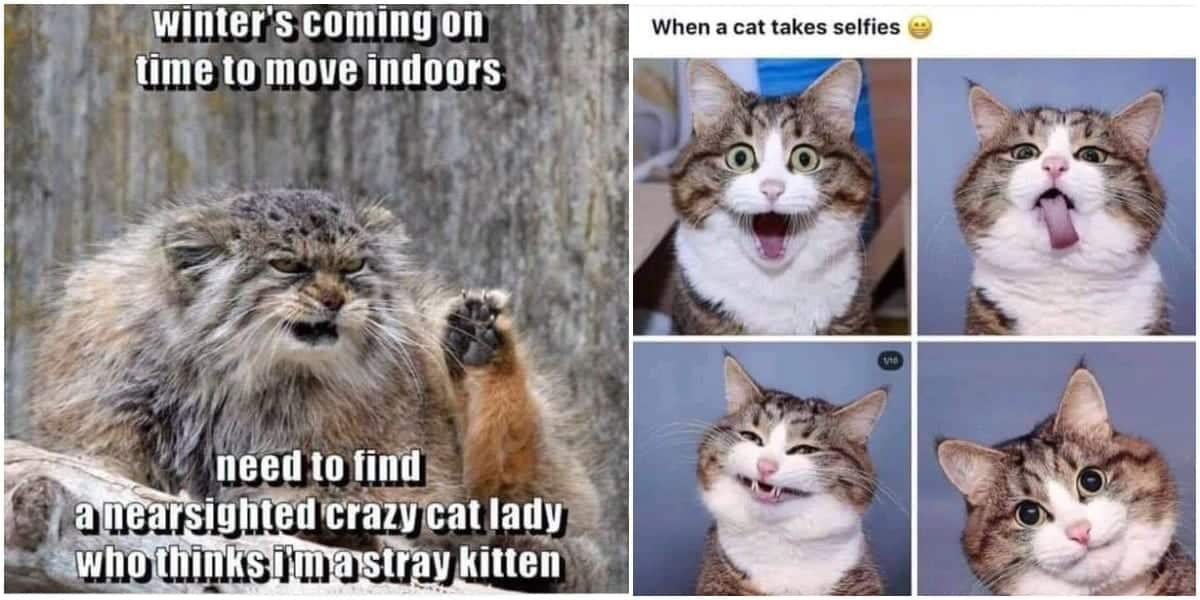 winter's coming on
time to move indoors
need to find
a nearsighted crazy cat lady
who thinks i'm a stray kitten
When a cat takes selfies 😁
1/10